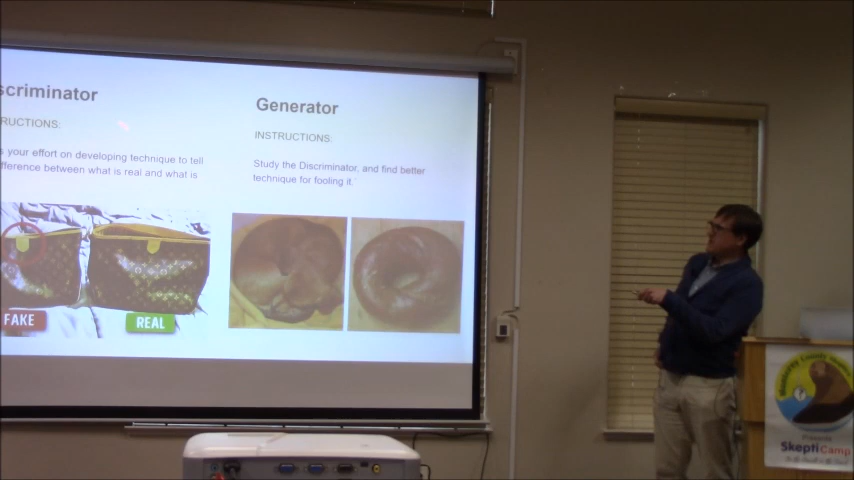 scriminator
RUCTIONS:
s your effort on developing technique to tell
fference between what is real and what is
FAKE
REAL
Generator
INSTRUCTIONS:
Study the Discriminator, and find better
technique for fooling it.
Presents
SkeptiCamp